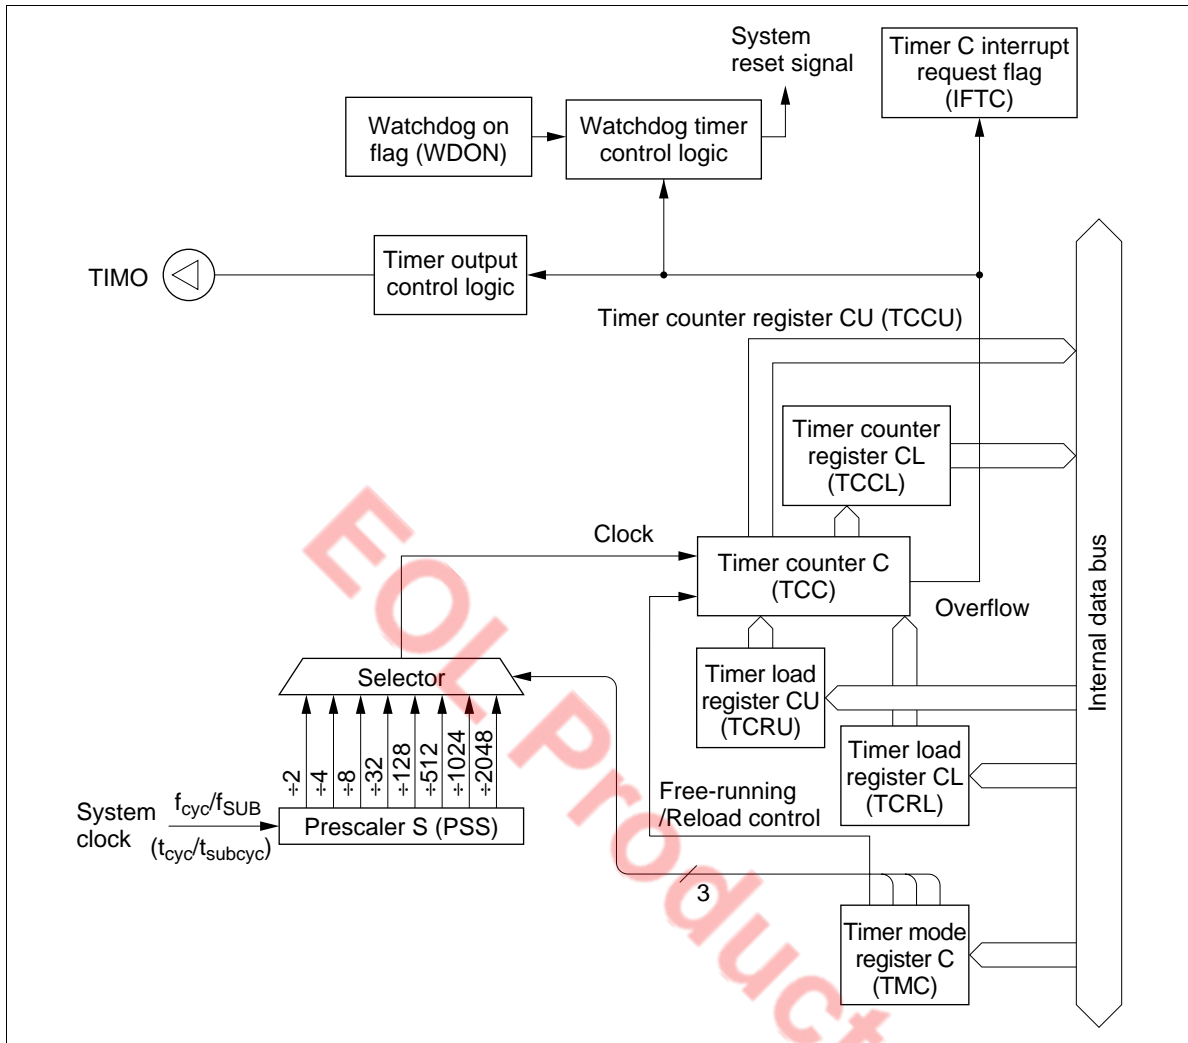 System
reset signal
Timer C interrupt
request flag
(IFTC)
Watchdog on
flag (WDON)
Watchdog timer
control logic
TIMO
Timer output
control logic
Timer counter register CU (TCCU)
Timer counter
register CL
(TCCL)
Clock
Timer counter C
(TCC)
Overflow
Internal data bus
Selector
Timer load
register CU
(TCRU)
Timer load
register CL
(TCRL)
÷2
÷4
÷8
÷32
÷128
÷512
÷1024
÷2048
Free-running
/Reload control
System
clock
fcyc/fSUB
(tcyc/tsubcyc)
Prescaler S (PSS)
3
Timer mode
register C
(TMC)
EOL Product